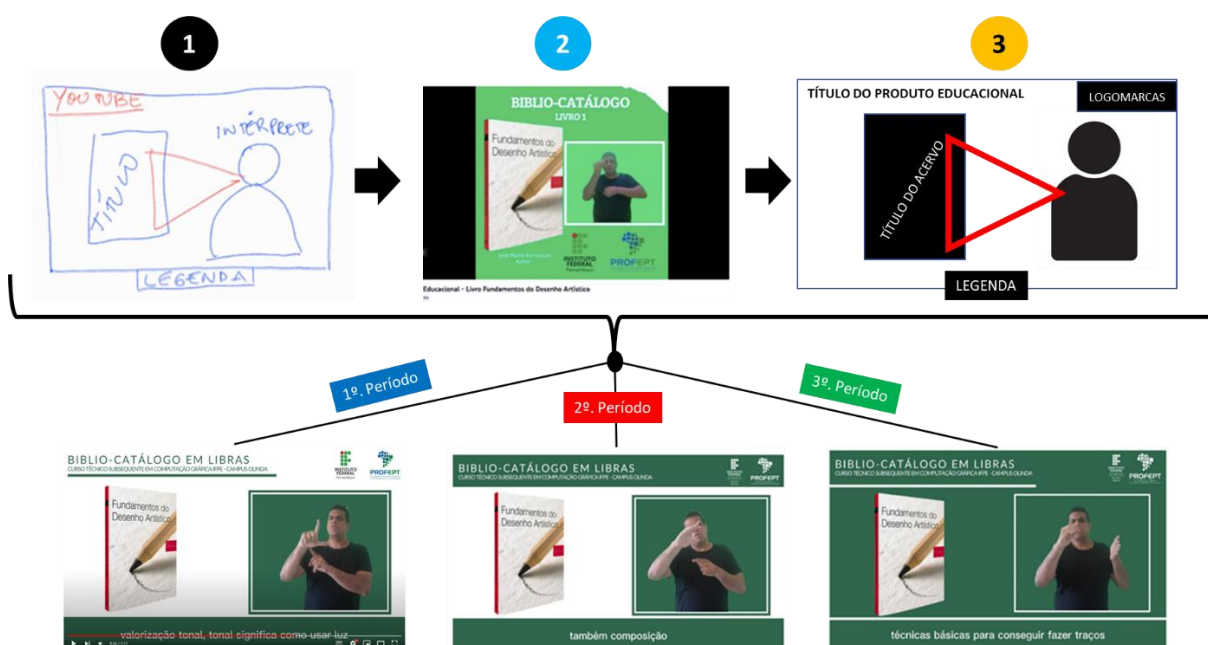 1
2
3
YOUTUBE
INTÉRPRETE
TÍTULO
LEGENDA
BIBLIO-CATÁLOGO
LIVRO 1
Fundamentos do
Desenho Artístico
INSTITUTO
FEDERAL
Pernambuco
PROFEPT
Educacional - Livro Fundamentos do Desenho Artístico
TÍTULO DO PRODUTO EDUCACIONAL
LOGOMARCAS
TÍTULO DO ACERVO
LEGENDA
1º. Período
2º. Período
3º. Período
BIBLIO-CATÁLOGO EM LIBRAS
CURSO TÉCNICO SUBSEQUENTE EM COMPUTAÇÃO GRÁFICA IFPE - CAMPUS OLINDA
INSTITUTO
FEDERAL
Pernambuco
PROFEPT
Fundamentos do
Desenho Artístico
valorização tonal, tonal significa como usar luz
BIBLIO-CATÁLOGO EM LIBRAS
CURSO TÉCNICO SUBSEQUENTE EM COMPUTAÇÃO GRÁFICA IFPE - CAMPUS OLINDA
PROFEPT
Fundamentos do
Desenho Artístico
também composição
BIBLIO-CATÁLOGO EM LIBRAS
CURSO TÉCNICO SUBSEQUENTE EM COMPUTAÇÃO GRÁFICA IFPE - CAMPUS OLINDA
PROFEPT
Fundamentos do
Desenho Artístico
técnicas básicas para conseguir fazer traços